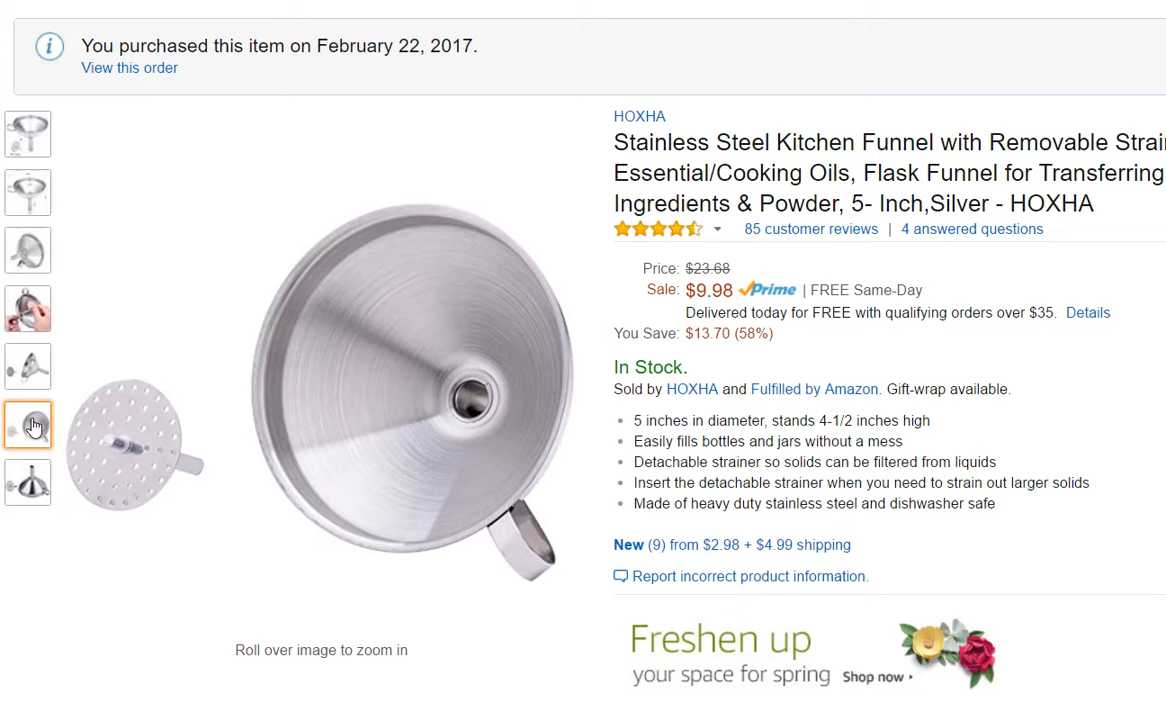 You purchased this item on February 22, 2017.
View this order
HOXHA
Stainless Steel Kitchen Funnel with Removable
Essential/Cooking Oils, Flask Funnel for Transferring
Ingredients & Powder, 5- Inch,Silver - HOXHA
85 customer reviews | 4 answered questions
Price: $23.68
Sale: $9.98 Prime | FREE Same-Day
Delivered today for FREE with qualifying orders over $35. Details
You Save: $13.70 (58%)
In Stock.
Sold by HOXHA and Fulfilled by Amazon. Gift-wrap available.
5 inches in diameter, stands 4-1/2 inches high
Easily fills bottles and jars without a mess
Detachable strainer so solids can be filtered from liquids
Insert the detachable strainer when you need to strain out larger solids
Made of heavy duty stainless steel and dishwasher safe
New (9) from $2.98 + $4.99 shipping
Report incorrect product information.
Roll over image to zoom in
Freshen up
your space for spring Shop now